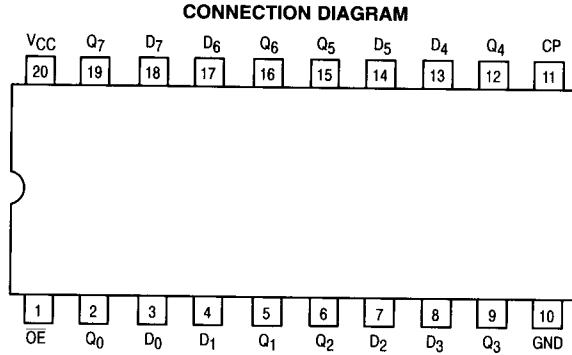 CONNECTION DIAGRAM
VCC Q7 D7 D6 Q6 Q5 D5 D4 Q4 CP
20 19 18 17 16 15 14 13 12 11
1 2 3 4 5 6 7 8 9 10
O̅E̅ Q0 D0 D1 Q1 Q2 D2 D3 Q3 GND